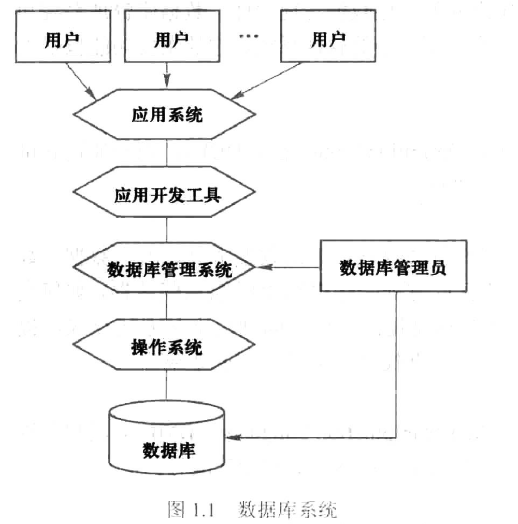 用户 用户 … 用户
应用系统
应用开发工具
数据库管理系统 数据库管理员
操作系统
数据库
图 1.1 数据库系统